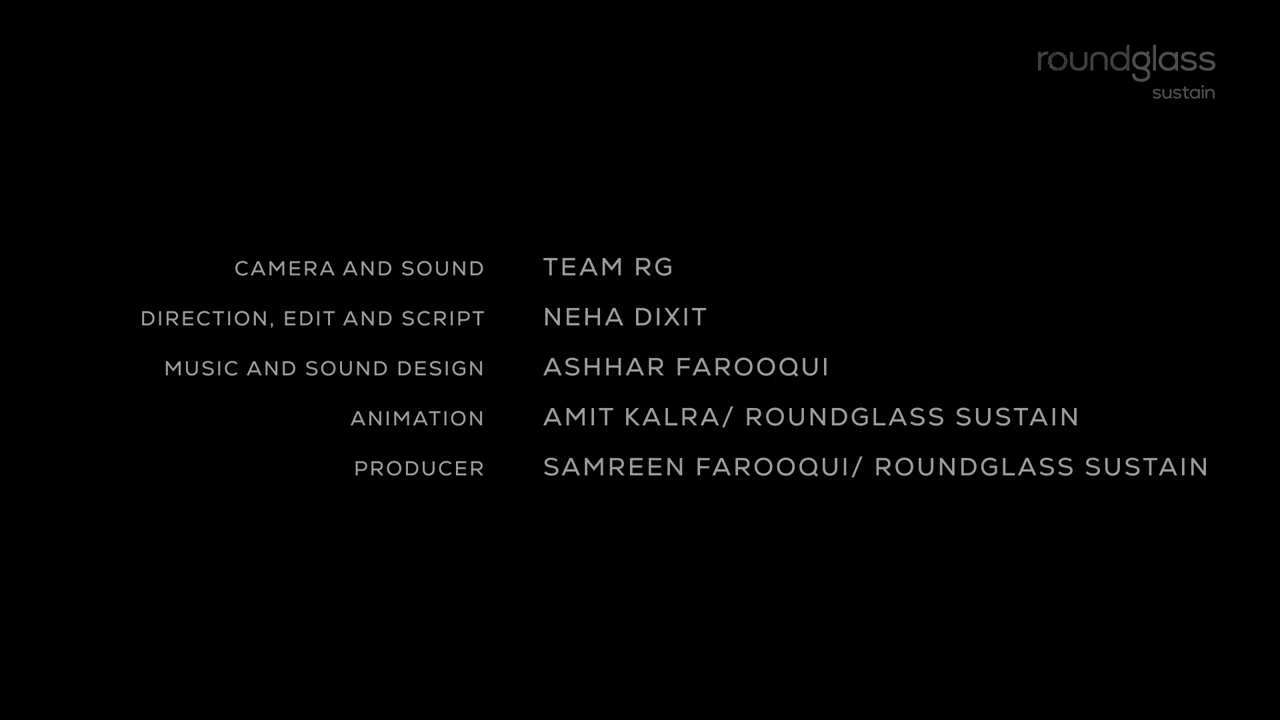 roundglass
sustain
CAMERA AND SOUND TEAM RG
DIRECTION, EDIT AND SCRIPT NEHA DIXIT
MUSIC AND SOUND DESIGN ASHHAR FAROOQUI
ANIMATION AMIT KALRA/ ROUNDGLASS SUSTAIN
PRODUCER SAMREEN FAROOQUI/ ROUNDGLASS SUSTAIN